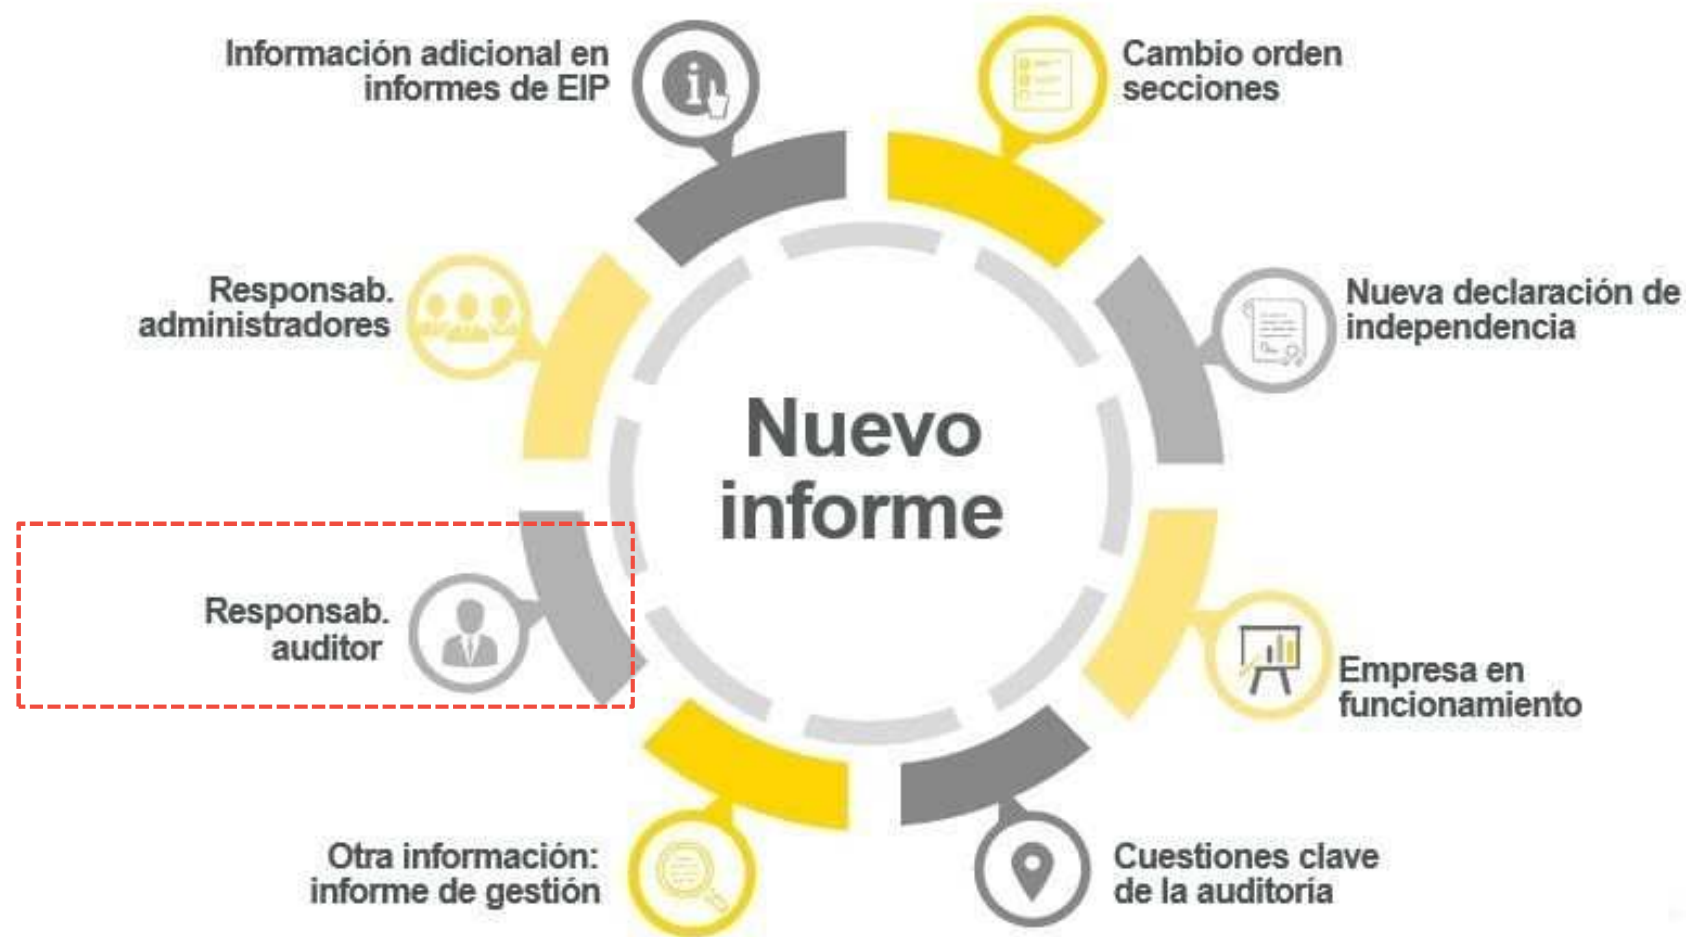 Información adicional en
informes de EIP
Cambio orden
secciones
Responsab.
administradores
Nueva declaración de
independencia
Nuevo
informe
Responsab.
auditor
Empresa en
funcionamiento
Otra información:
informe de gestión
Cuestiones clave
de la auditoría